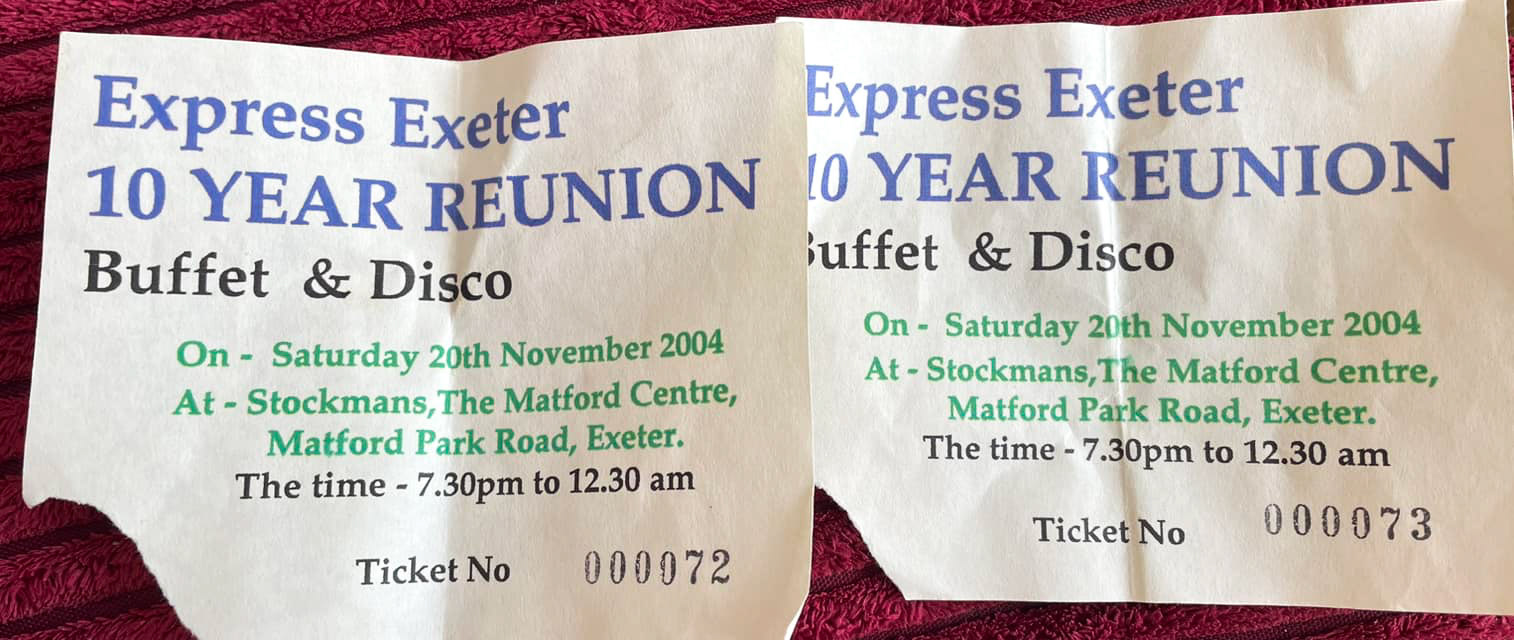 Express Exeter
10 YEAR REUNION
Buffet & Disco
On - Saturday 20th November 2004
At - Stockmans,The Matford Centre,
Matford Park Road, Exeter.
The time - 7.30pm to 12.30 am
Ticket No 000072
Express Exeter
10 YEAR REUNION
Buffet & Disco
On - Saturday 20th November 2004
At - Stockmans,The Matford Centre,
Matford Park Road, Exeter.
The time - 7.30pm to 12.30 am
Ticket No 000073